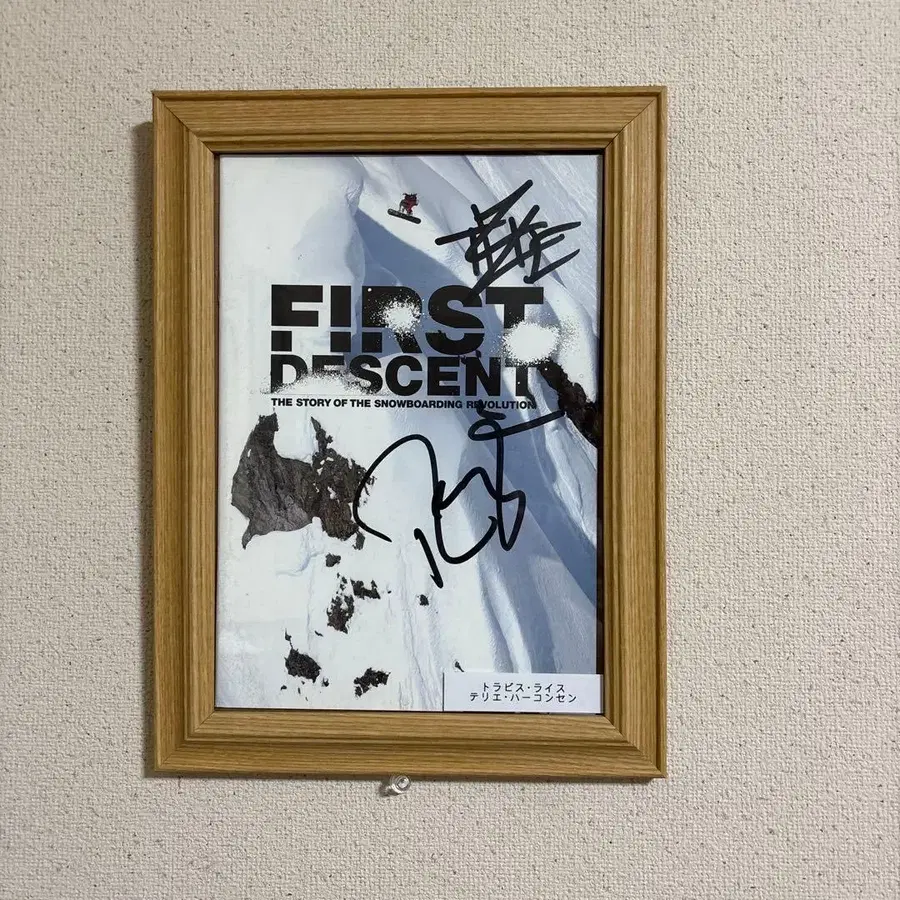 FIRST
DESCENT
THE STORY OF THE SNOWBOARDING REVOLUTION
トラビス・ライス
テリエ・ハーコンセン